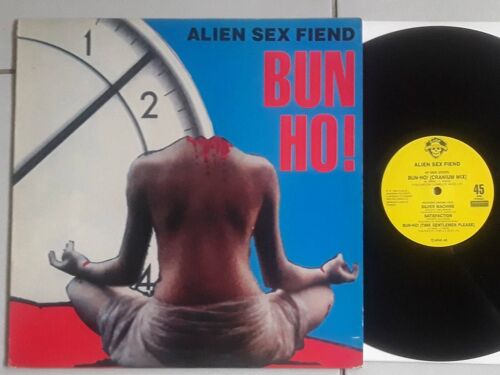 1
2
4
ALIEN SEX FIEND
BUN
HO!
ALIEN SEX FIEND
BUN-HO! (CRANIUM MIX)
45
SILVER MACHINE
SATISFACTION
BUN-HO! (TIME GENTLEMEN PLEASE)